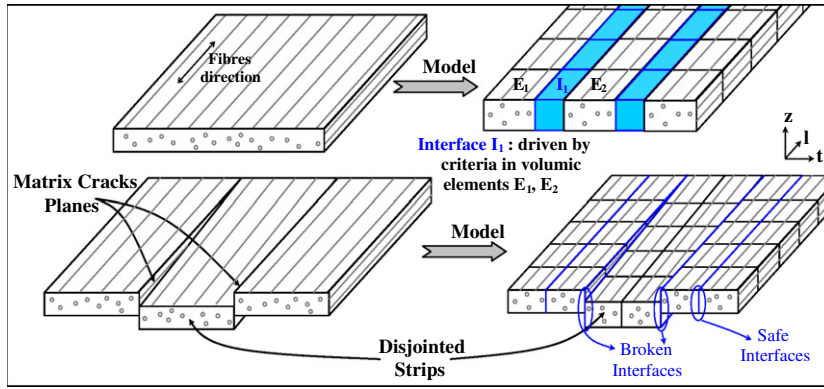 Fibres
direction
Model
E1
I1
E2
Interface I1 : driven by
criteria in volumic
elements E1, E2
z
l
t
Matrix Cracks
Planes
Model
Disjointed
Strips
Broken
Interfaces
Safe
Interfaces